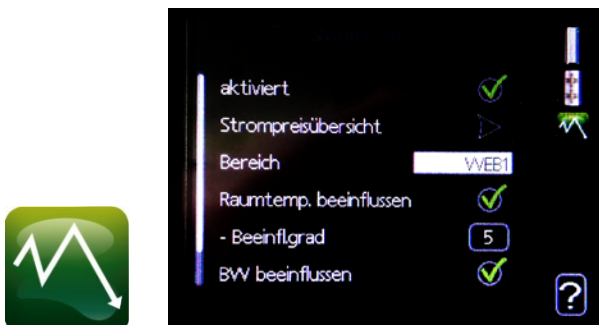 aktiviert
Strompreisübersicht
Bereich WEB1
Raumtemp. beeinflussen
- Beeinfl.grad 5
BW beeinflussen
?